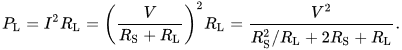 P_L = I^2 R_L = \left( \frac{V}{R_S + R_L} \right)^2 R_L = \frac{V^2}{R_S^2 / R_L + 2R_S + R_L}.